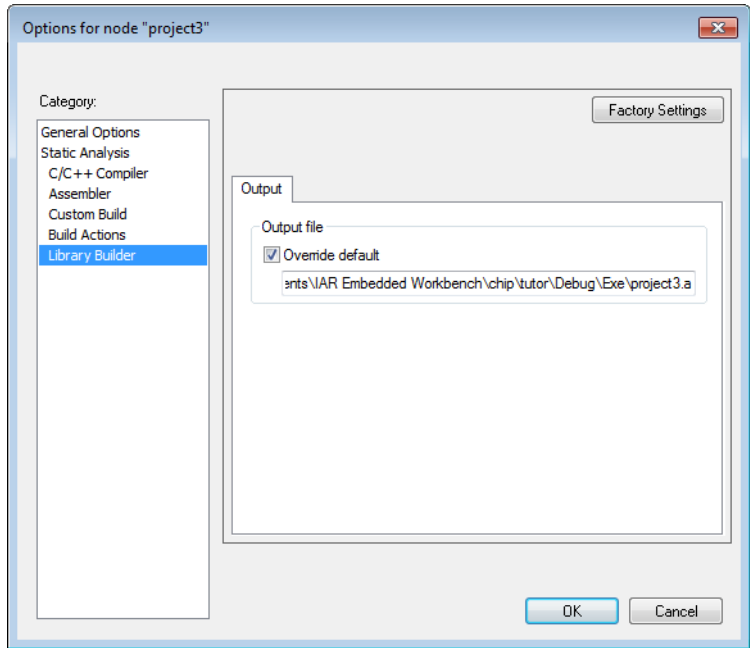 Options for node "project3"
Category:
Factory Settings
General Options
Static Analysis
C/C++ Compiler
Assembler
Custom Build
Build Actions
Library Builder
Output
Output file
Override default
ents\IAR Embedded Workbench\chip\tutor\Debug\Exe\project3.a
OK
Cancel